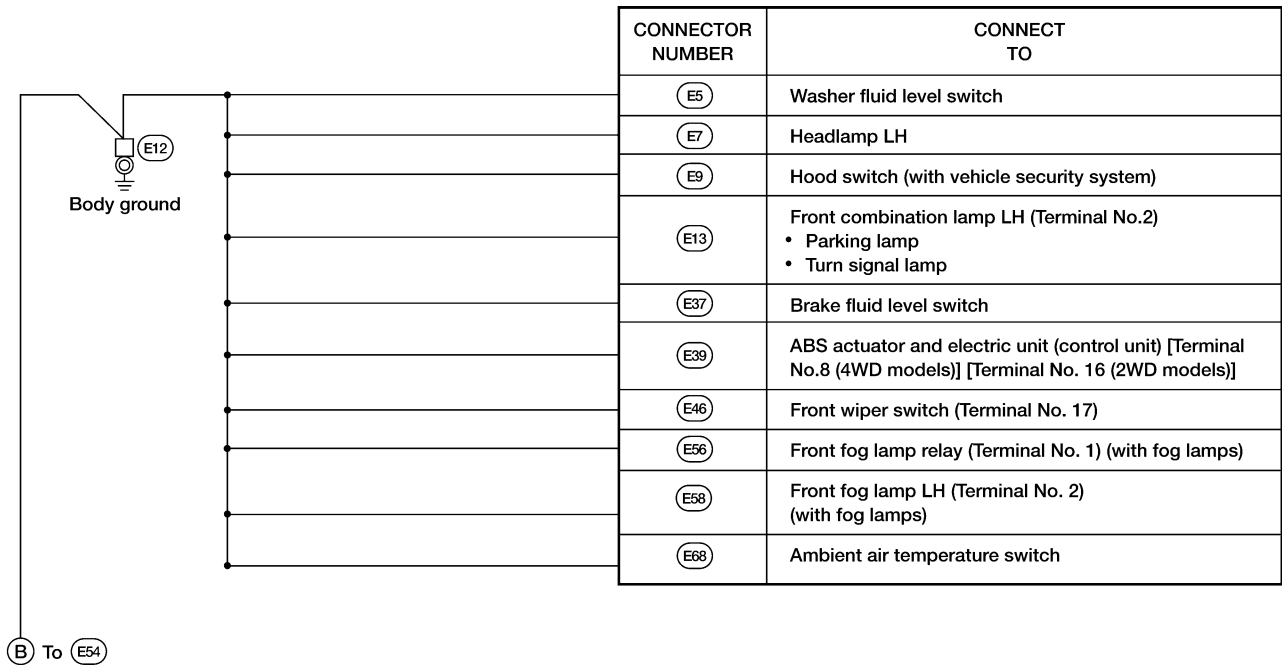 CONNECTOR
NUMBER
CONNECT
TO
E5
Washer fluid level switch
E7
Headlamp LH
E12
E9
Hood switch (with vehicle security system)
Body ground
E13
Front combination lamp LH (Terminal No.2)
• Parking lamp
• Turn signal lamp
E37
Brake fluid level switch
E39
ABS actuator and electric unit (control unit) [Terminal
No.8 (4WD models)] [Terminal No. 16 (2WD models)]
E46
Front wiper switch (Terminal No. 17)
E56
Front fog lamp relay (Terminal No. 1) (with fog lamps)
E58
Front fog lamp LH (Terminal No. 2)
(with fog lamps)
E68
Ambient air temperature switch
B To E54